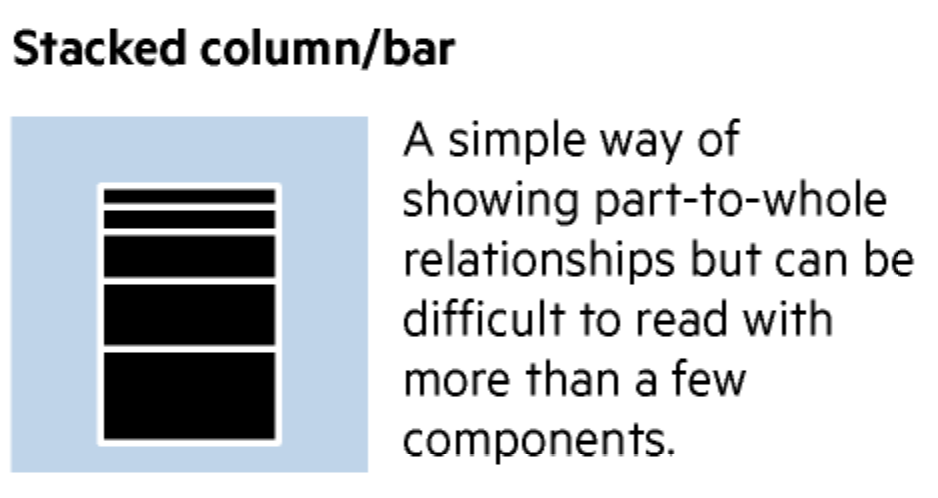 Stacked column/bar
A simple way of
showing part-to-whole
relationships but can be
difficult to read with
more than a few
components.